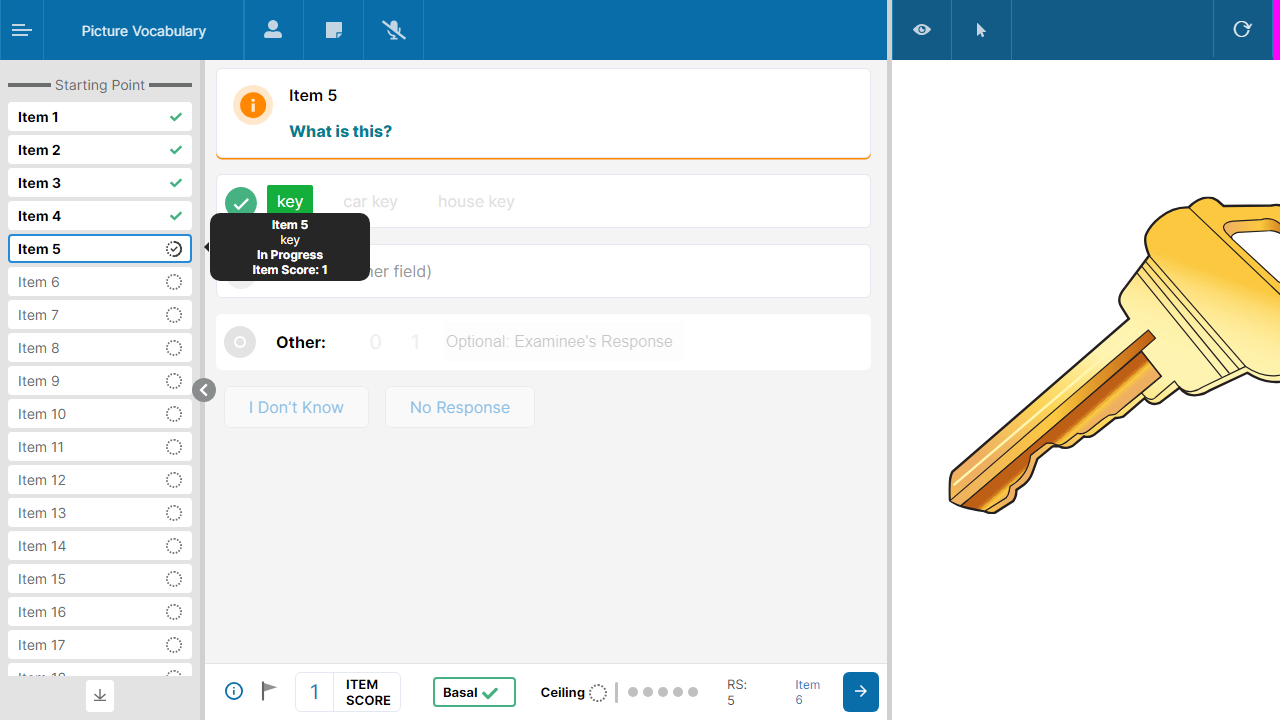 Picture Vocabulary
Starting Point
Item 1
Item 2
Item 3
Item 4
Item 5
Item 6
Item 7
Item 8
Item 9
Item 10
Item 11
Item 12
Item 13
Item 14
Item 15
Item 16
Item 17
Item 5
What is this?
key car key house key
Item 5
key
In Progress
Item Score: 1
her field)
Other: 0 1 Optional: Examinee's Response
I Don't Know No Response
1 ITEM SCORE
Basal
Ceiling
RS:
5
Item
6